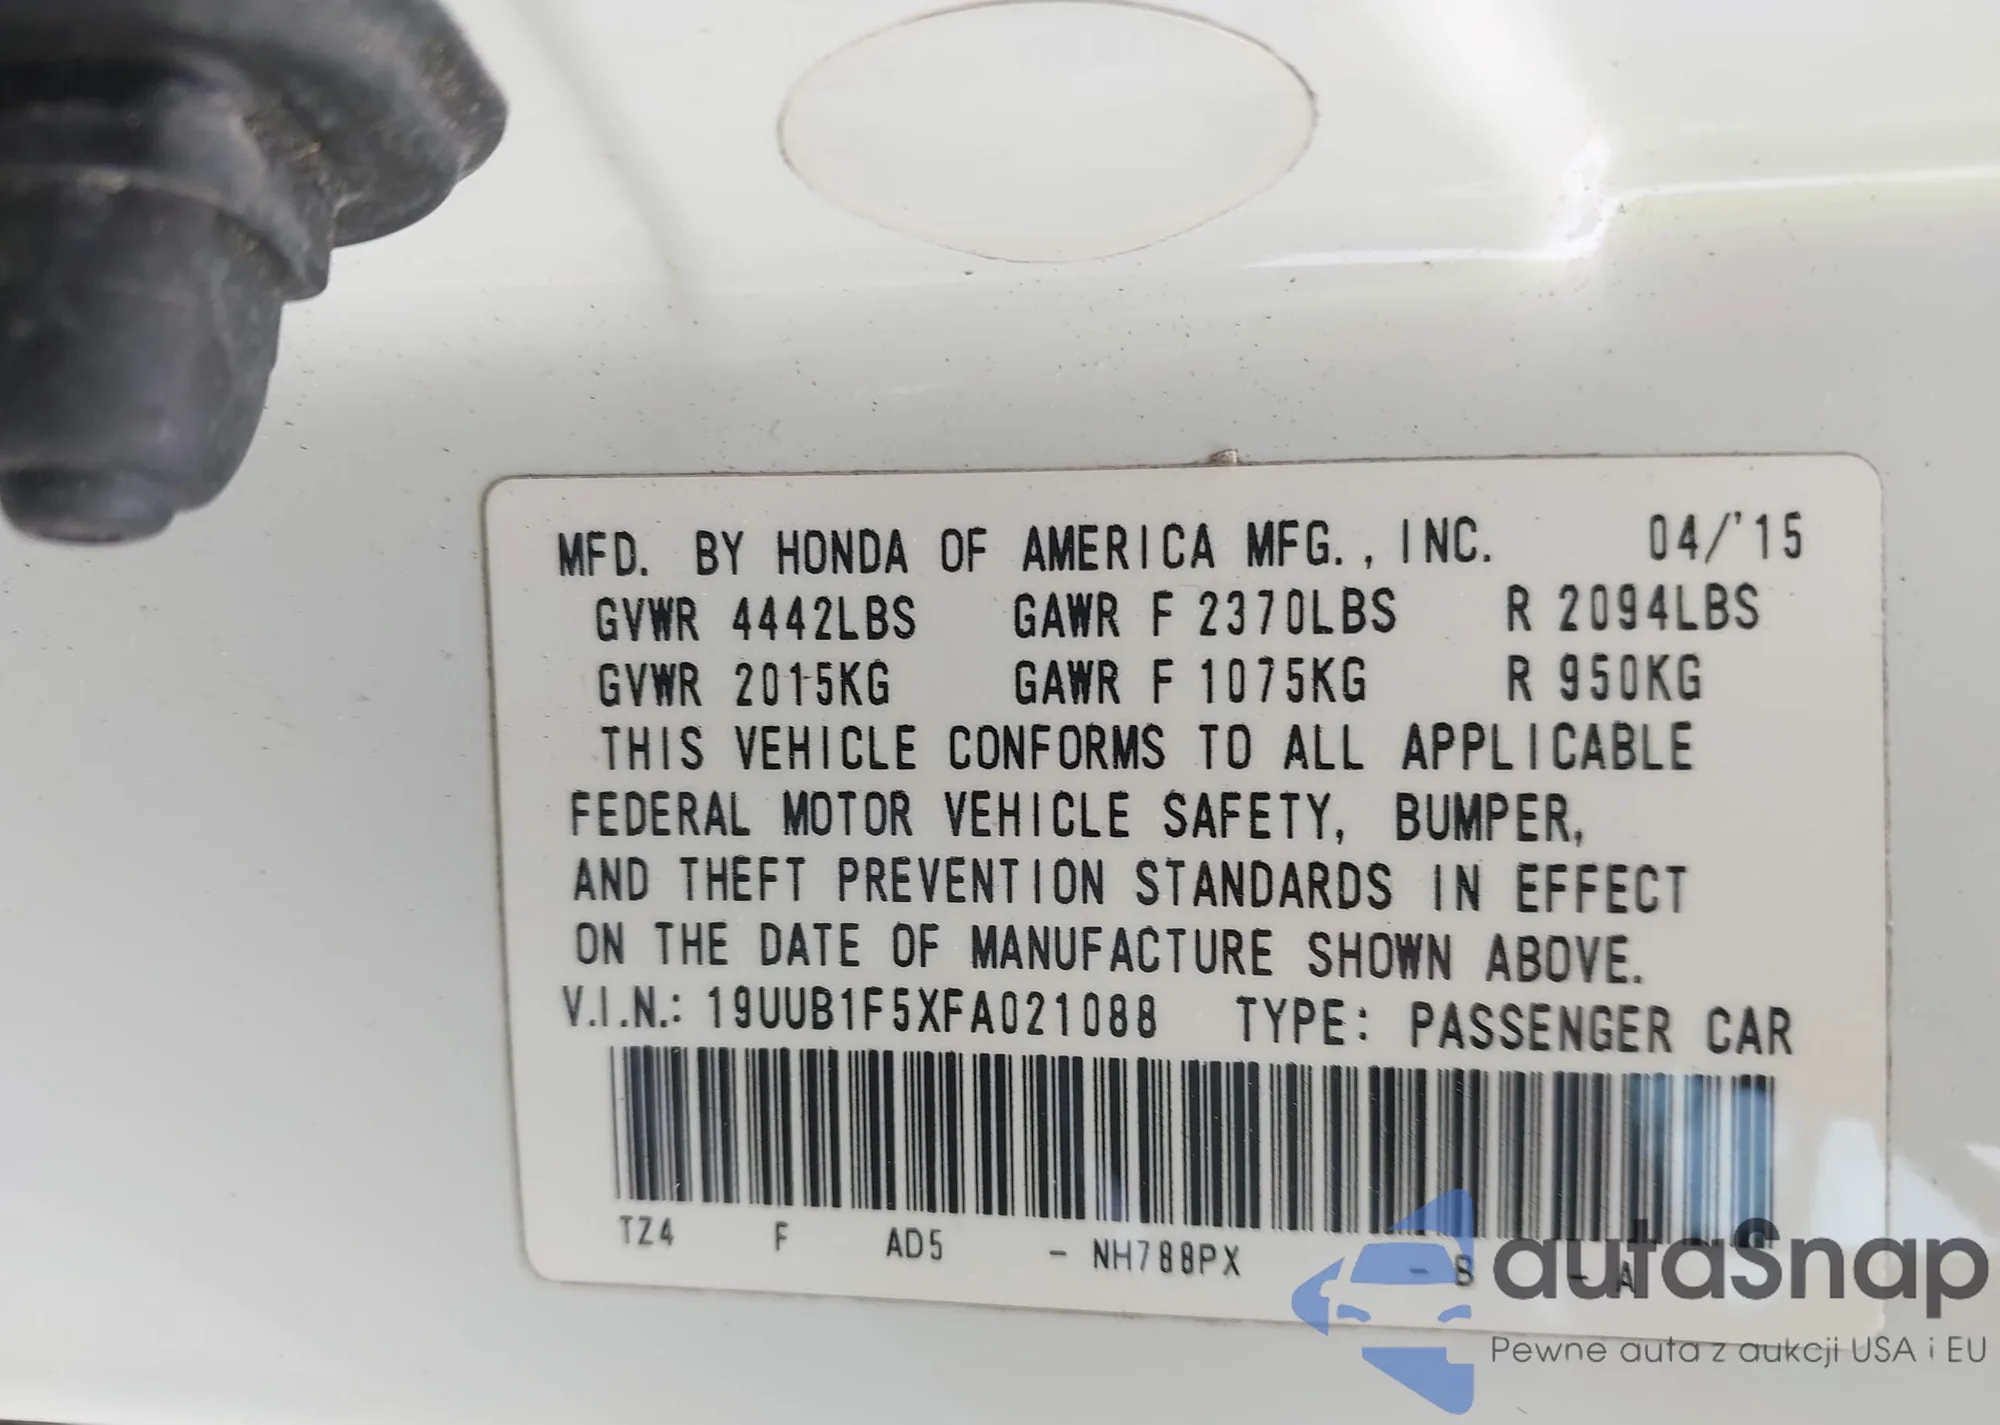 MFD. BY HONDA OF AMERICA MFG., INC. 04/'15
GVWR 4442LBS GAWR F 2370LBS R 2094LBS
GVWR 2015KG GAWR F 1075KG R 950KG
THIS VEHICLE CONFORMS TO ALL APPLICABLE
FEDERAL MOTOR VEHICLE SAFETY, BUMPER,
AND THEFT PREVENTION STANDARDS IN EFFECT
ON THE DATE OF MANUFACTURE SHOWN ABOVE.
V.I.N.: 19UUB1F5XFA021088 TYPE: PASSENGER CAR
TZ4 F AD5 - NH788PX - B - A
autaSnap
Pewne auta z aukcji USA i EU